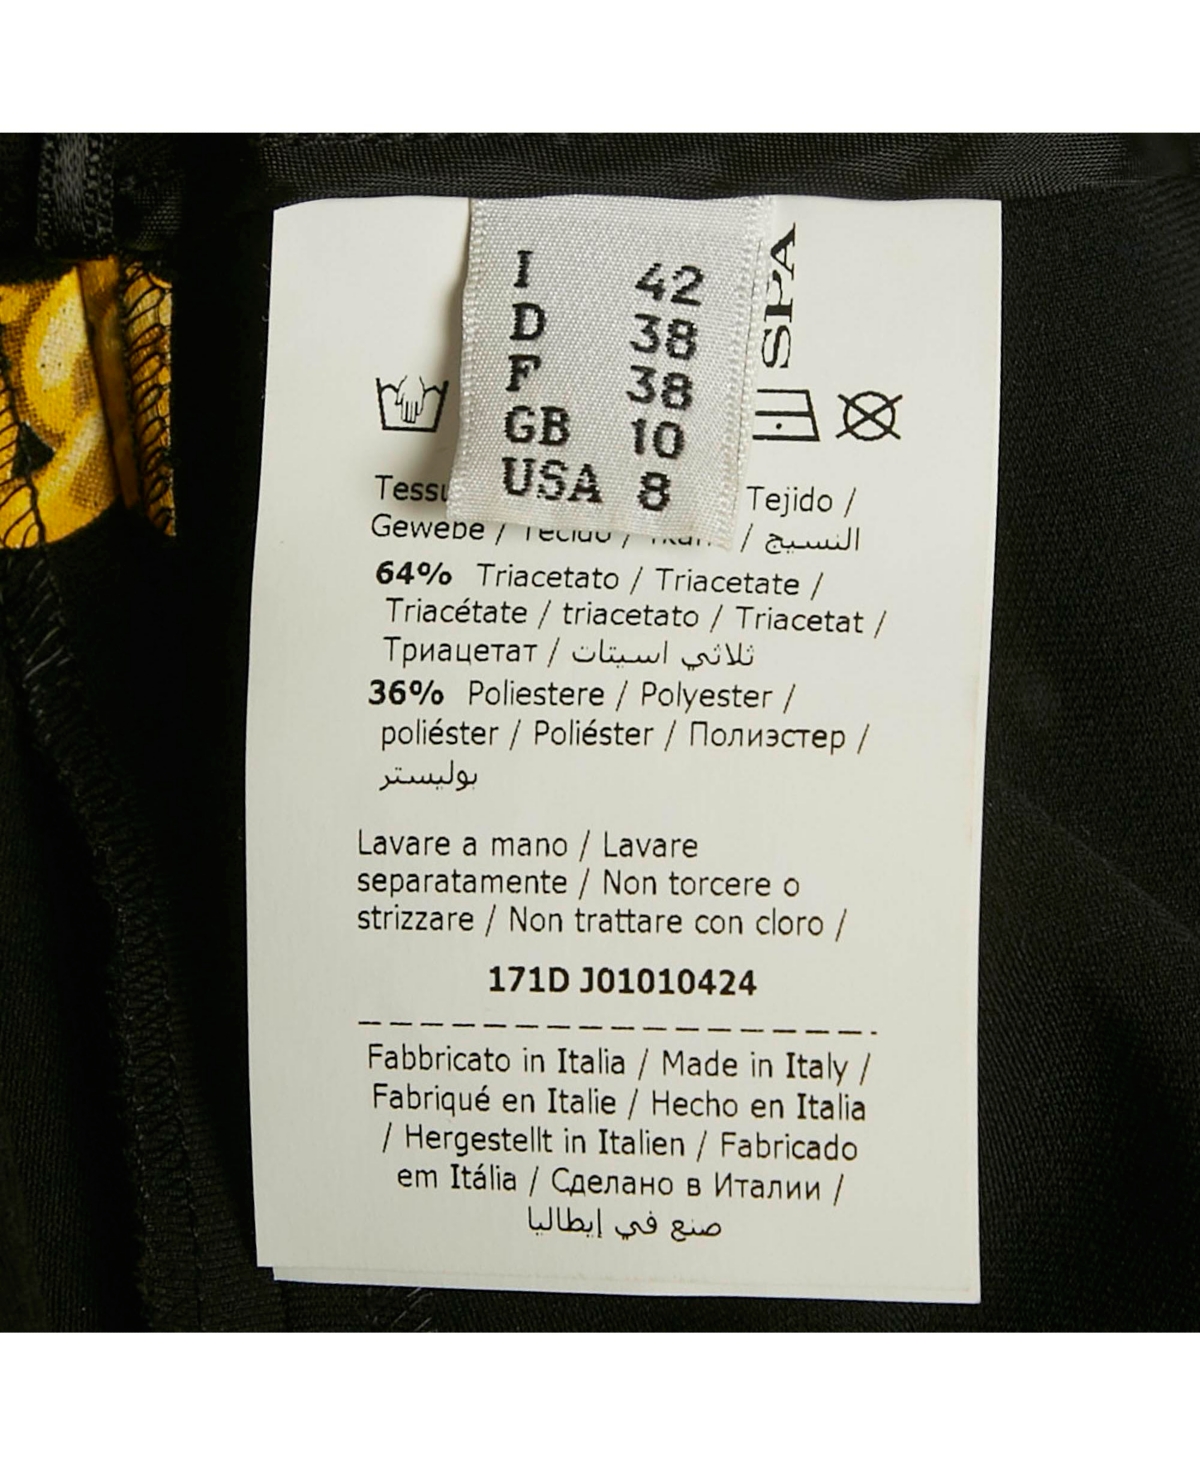 I 42
D 38
F 38
GB 10
USA 8
SPA
Tejido /
Gewebe / / النسيج
64% Triacetato / Triacetate /
Triacétate / triacetato / Triacetat /
Триацетат / ثلاثي اسيتات
36% Poliestere / Polyester /
poliéster / Poliéster / Полиэстер /
بوليستر
Lavare a mano / Lavare
separatamente / Non torcere o
strizzare / Non trattare con cloro /
171D J01010424
Fabbricato in Italia / Made in Italy /
Fabriqué en Italie / Hecho en Italia
/ Hergestellt in Italien / Fabricado
em Itália / Сделано в Италии /
صنع في إيطاليا